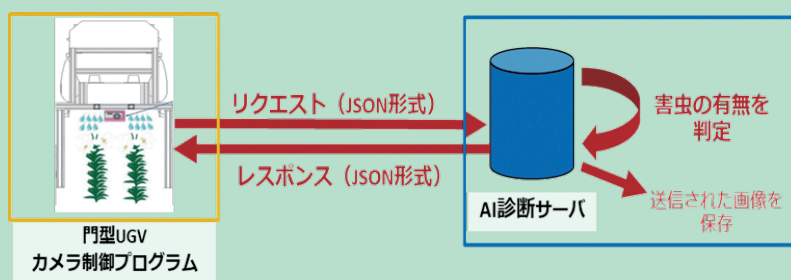 リクエスト（JSON形式）
レスポンス（JSON形式）
門型UGV
カメラ制御プログラム
害虫の有無を
判定
AI診断サーバ
送信された画像を
保存